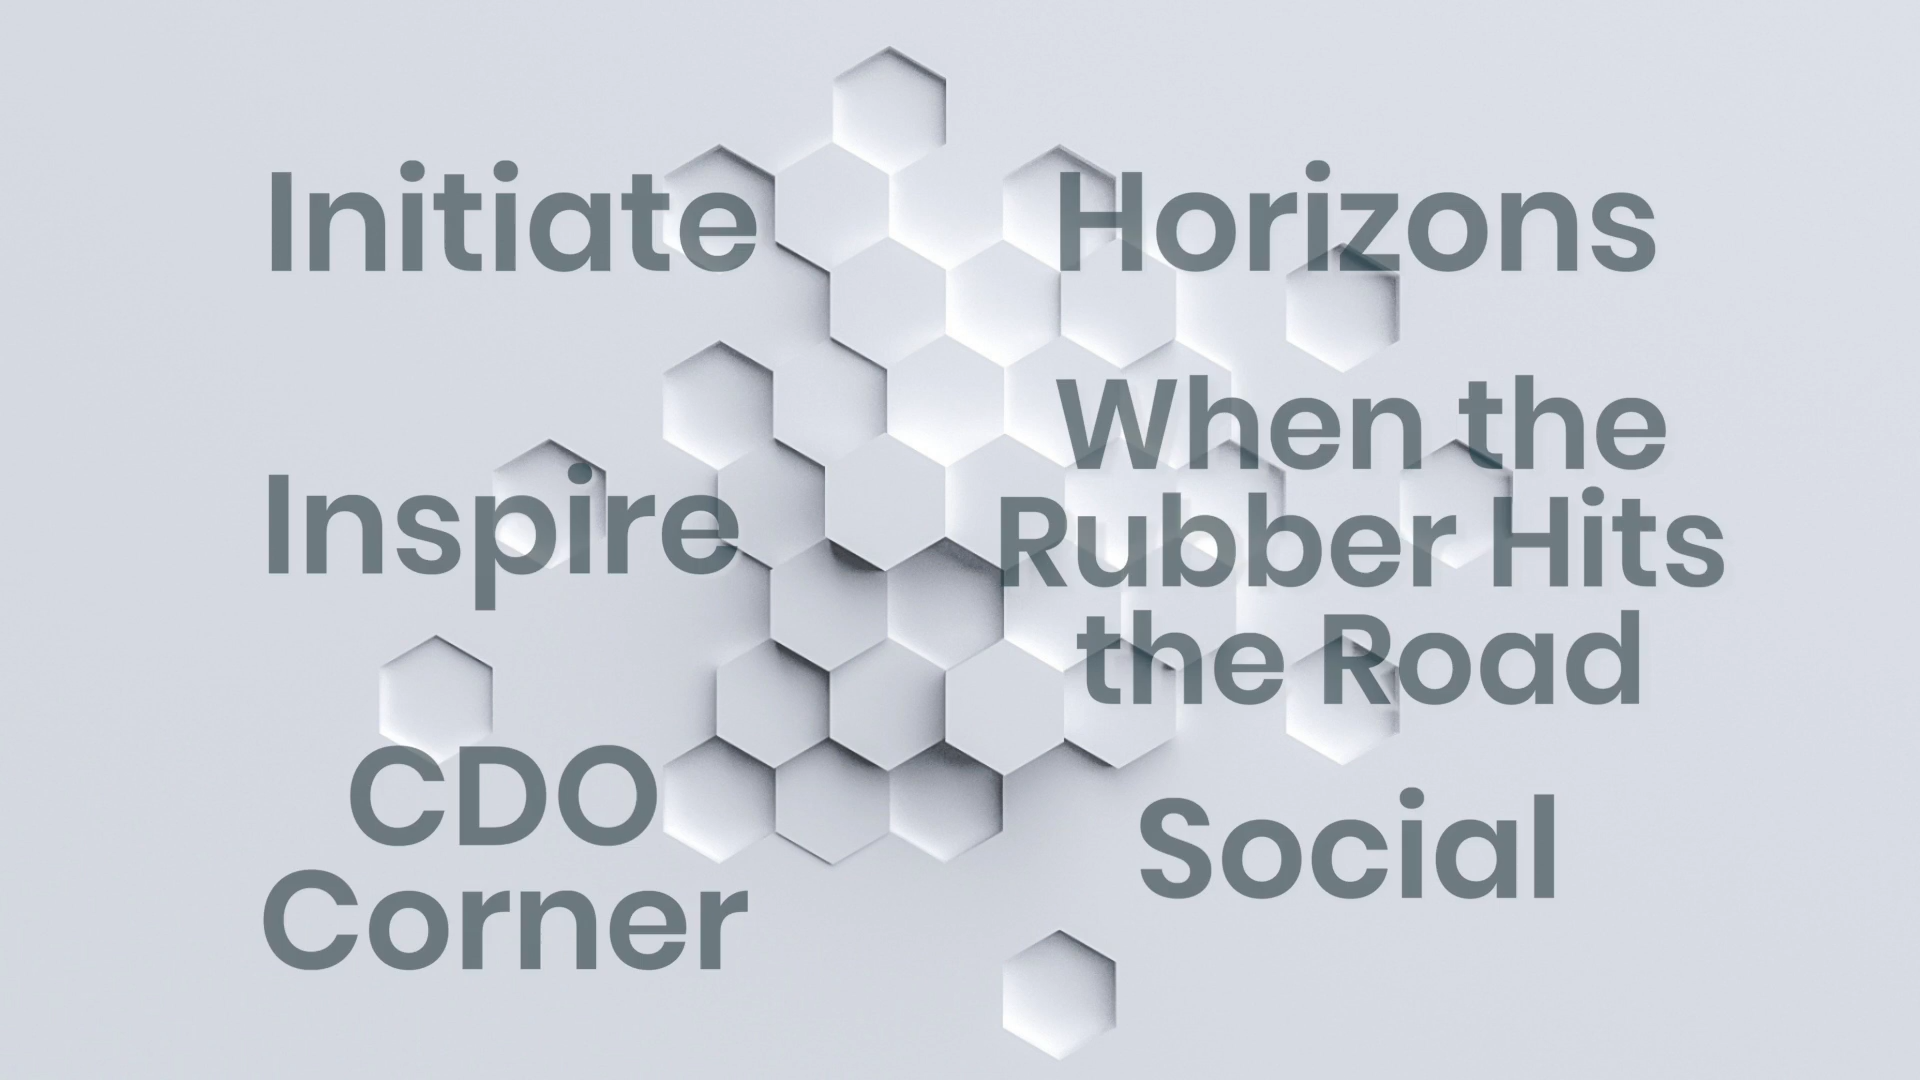 Initiate
Inspire
CDO
Corner
Horizons
When the
Rubber Hits
the Road
Social